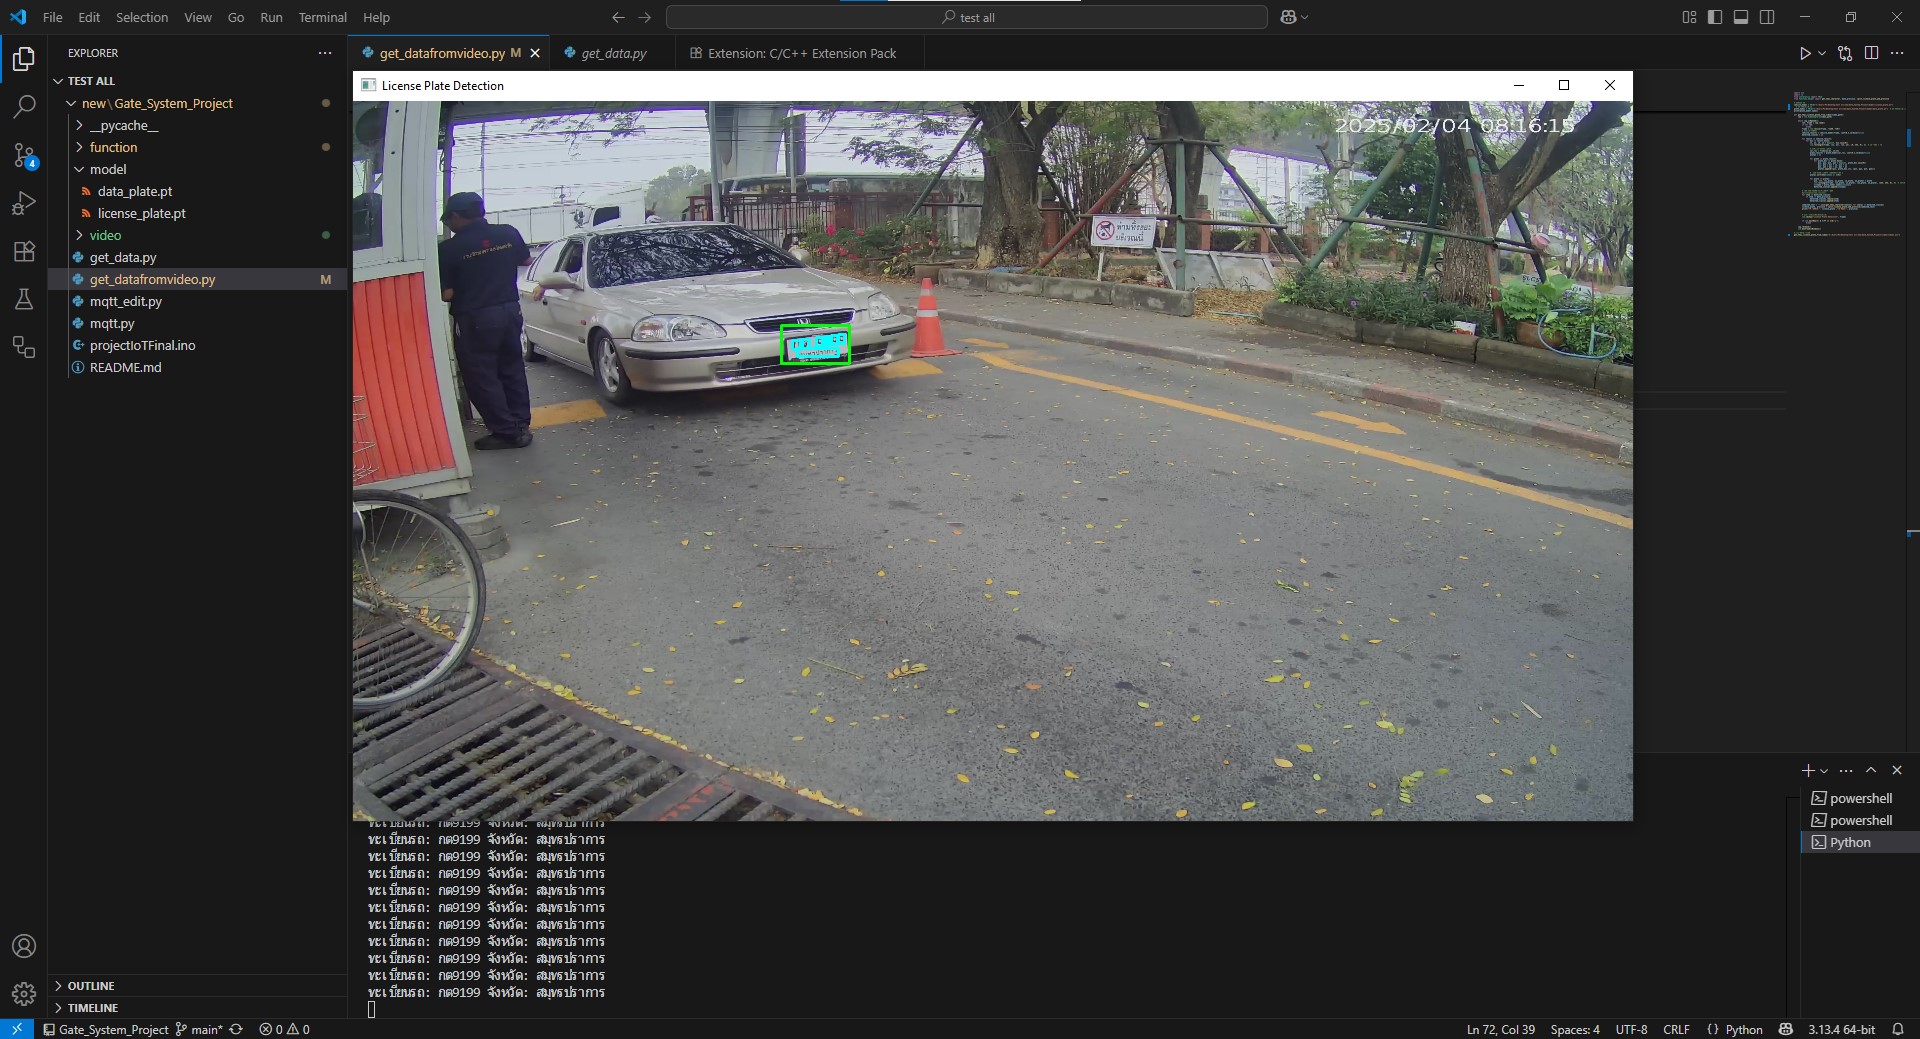 File Edit Selection View Go Run Terminal Help
test all
EXPLORER
TEST ALL
new\Gate_System_Project
__pycache__
function
model
data_plate.pt
license_plate.pt
video
get_data.py
get_datafromvideo.py M
mqtt_edit.py
mqtt.py
projectIoTFinal.ino
README.md
OUTLINE
TIMELINE
4
get_datafromvideo.py M
get_data.py
Extension: C/C++ Extension Pack
License Plate Detection
2025/02/04 08:16:15
ห้ามทิ้งขยะ
บริเวณนี้
ทะเบียนรถ: กต9199 จังหวัด: สมุทรปราการ
ทะเบียนรถ: กต9199 จังหวัด: สมุทรปราการ
ทะเบียนรถ: กต9199 จังหวัด: สมุทรปราการ
ทะเบียนรถ: กต9199 จังหวัด: สมุทรปราการ
ทะเบียนรถ: กต9199 จังหวัด: สมุทรปราการ
ทะเบียนรถ: กต9199 จังหวัด: สมุทรปราการ
ทะเบียนรถ: กต9199 จังหวัด: สมุทรปราการ
ทะเบียนรถ: กต9199 จังหวัด: สมุทรปราการ
ทะเบียนรถ: กต9199 จังหวัด: สมุทรปราการ
ทะเบียนรถ: กต9199 จังหวัด: สมุทรปราการ
ทะเบียนรถ: กต9199 จังหวัด: สมุทรปราการ
powershell
powershell
Python
Gate_System_Project main* 0 0
Ln 72, Col 39 Spaces: 4 UTF-8 CRLF {} Python 3.13.4 64-bit